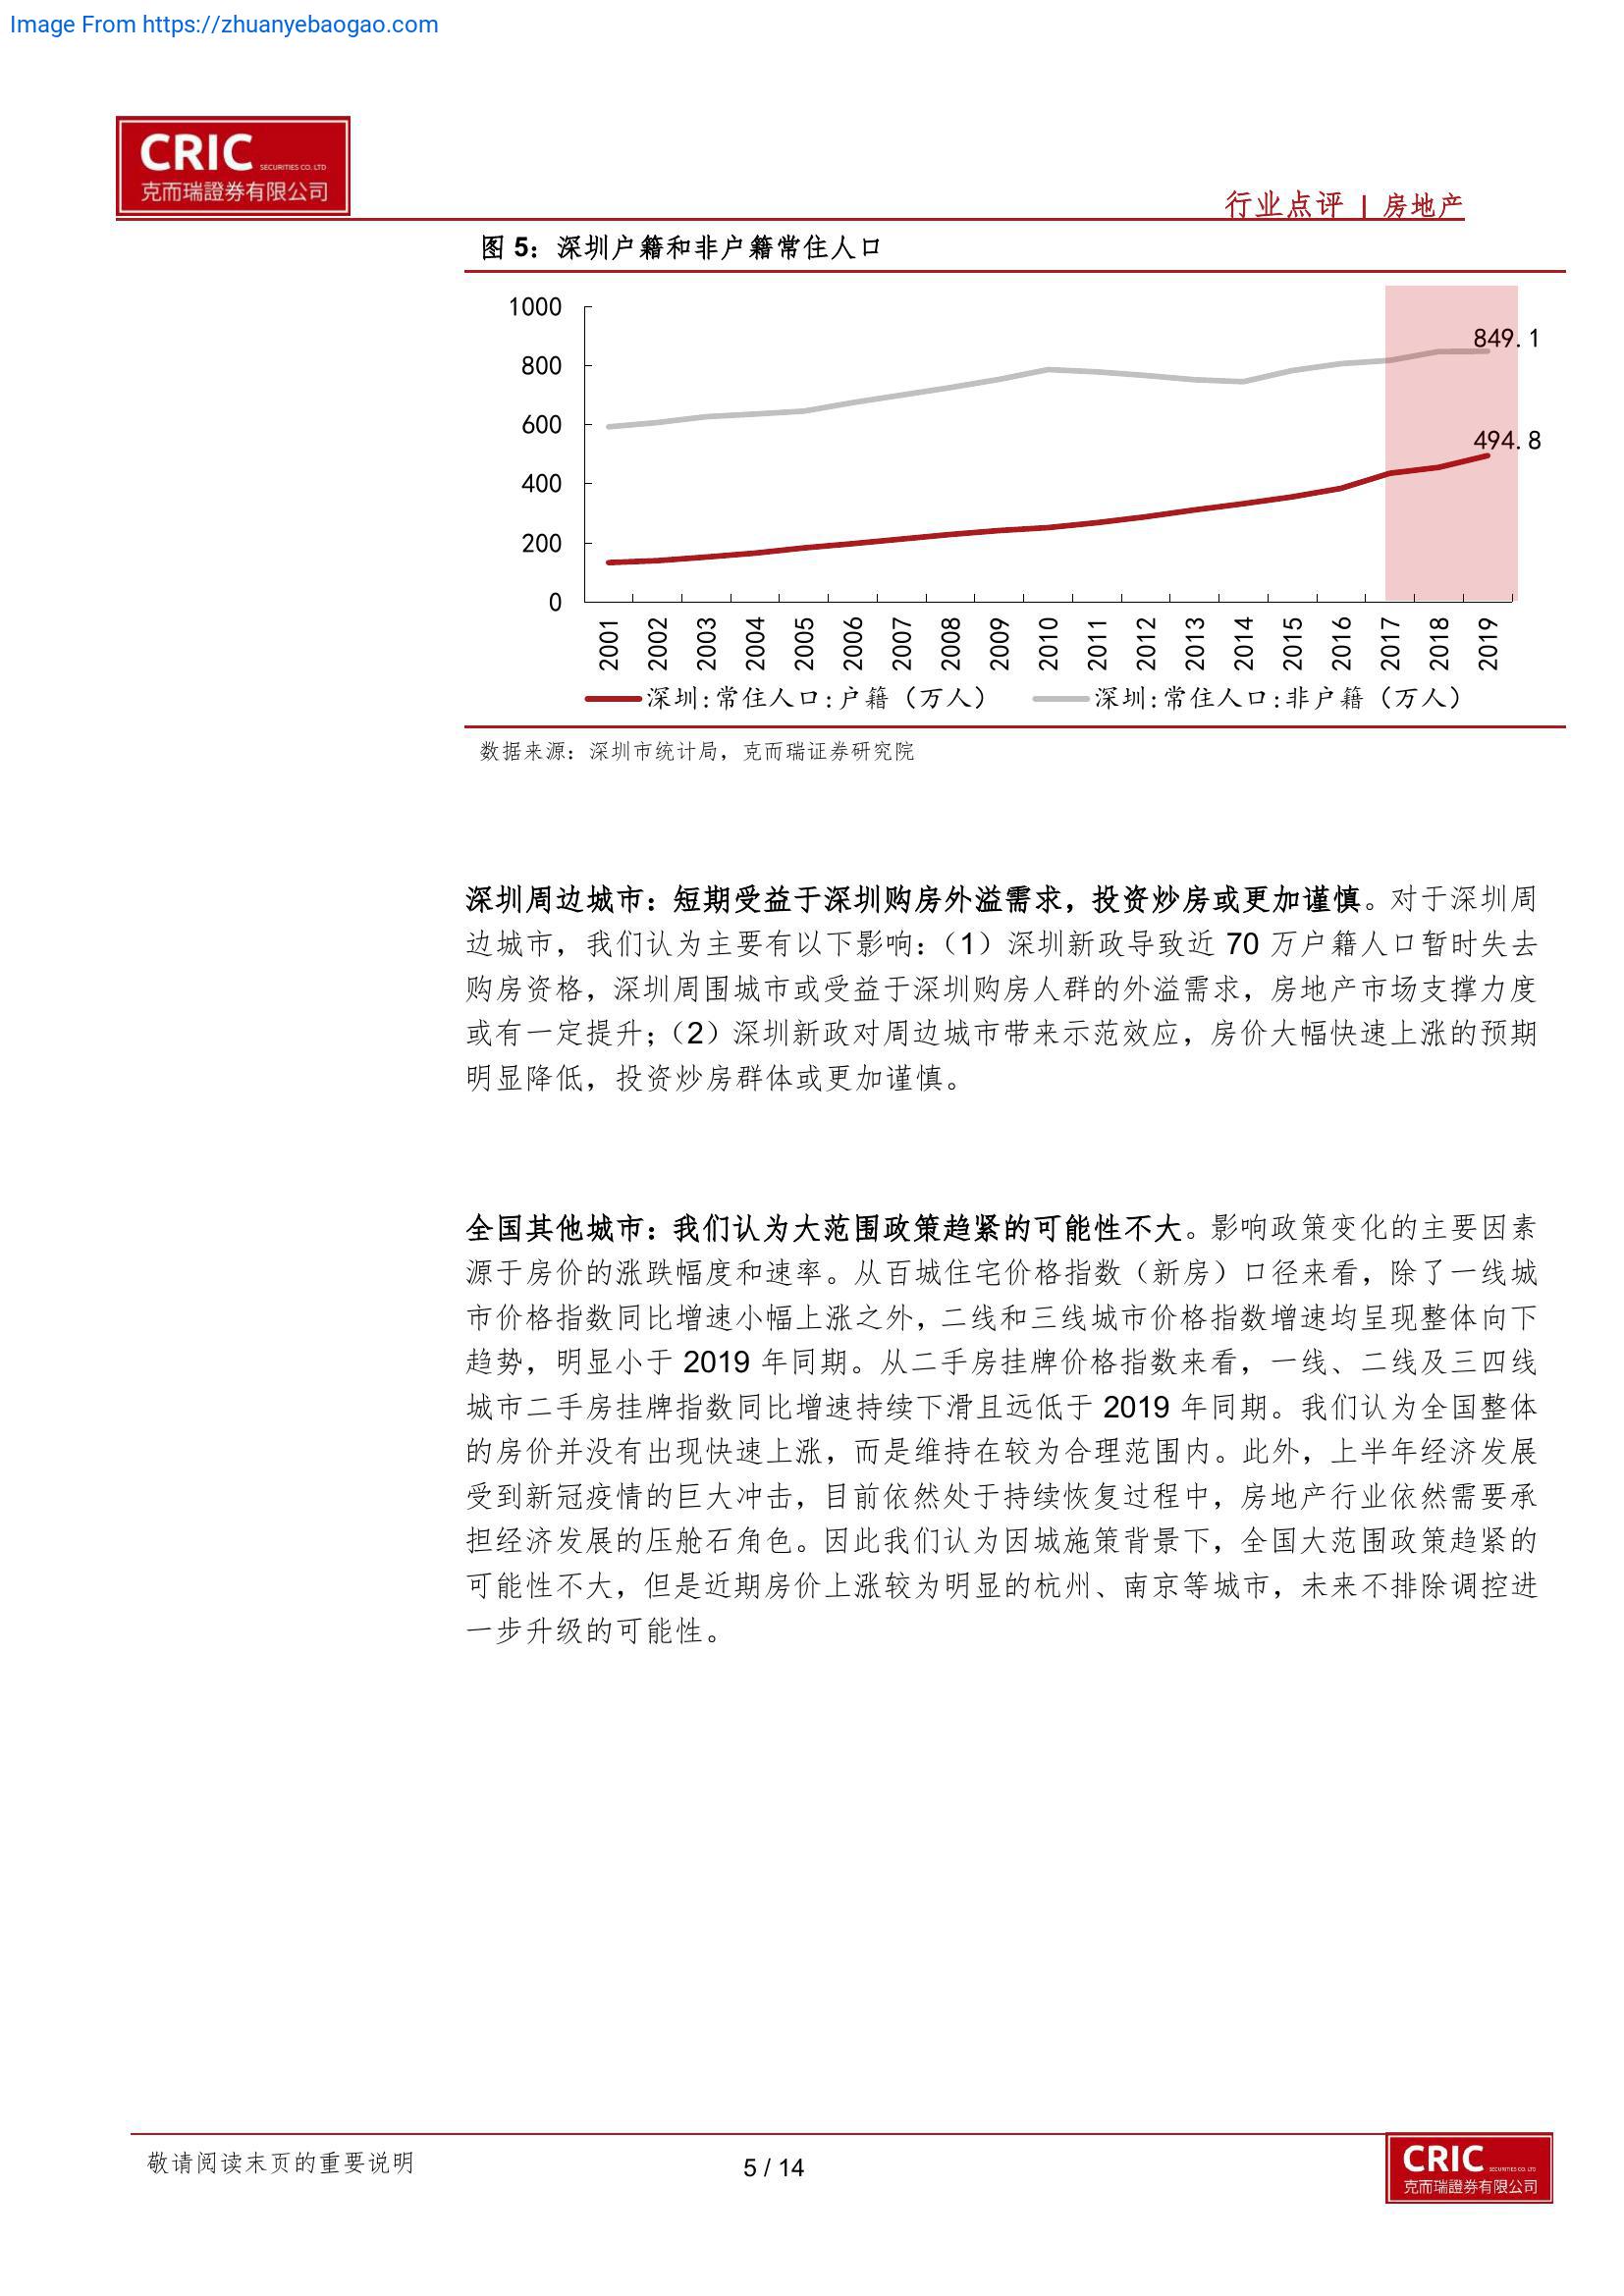 Image From https://zhuanyebaogao.com
CRIC SECURITIES CO. LTD
克而瑞證券有限公司
行业点评 | 房地产
图 5：深圳户籍和非户籍常住人口
1000
800
600
400
200
0
849.1
494.8
2001 2002 2003 2004 2005 2006 2007 2008 2009 2010 2011 2012 2013 2014 2015 2016 2017 2018 2019
深圳:常住人口:户籍（万人） 深圳:常住人口:非户籍（万人）
数据来源：深圳市统计局，克而瑞证券研究院
深圳周边城市：短期受益于深圳购房外溢需求，投资炒房或更加谨慎。对于深圳周
边城市，我们认为主要有以下影响：（1）深圳新政导致近 70 万户籍人口暂时失去
购房资格，深圳周围城市或受益于深圳购房人群的外溢需求，房地产市场支撑力度
或有一定提升；（2）深圳新政对周边城市带来示范效应，房价大幅快速上涨的预期
明显降低，投资炒房群体或更加谨慎。
全国其他城市：我们认为大范围政策趋紧的可能性不大。影响政策变化的主要因素
源于房价的涨跌幅度和速率。从百城住宅价格指数（新房）口径来看，除了一线城
市价格指数同比增速小幅上涨之外，二线和三线城市价格指数增速均呈现整体向下
趋势，明显小于 2019 年同期。从二手房挂牌价格指数来看，一线、二线及三四线
城市二手房挂牌指数同比增速持续下滑且远低于 2019 年同期。我们认为全国整体
的房价并没有出现快速上涨，而是维持在较为合理范围内。此外，上半年经济发展
受到新冠疫情的巨大冲击，目前依然处于持续恢复过程中，房地产行业依然需要承
担经济发展的压舱石角色。因此我们认为因城施策背景下，全国大范围政策趋紧的
可能性不大，但是近期房价上涨较为明显的杭州、南京等城市，未来不排除调控进
一步升级的可能性。
敬请阅读末页的重要说明
5 / 14
CRIC SECURITIES CO. LTD
克而瑞證券有限公司